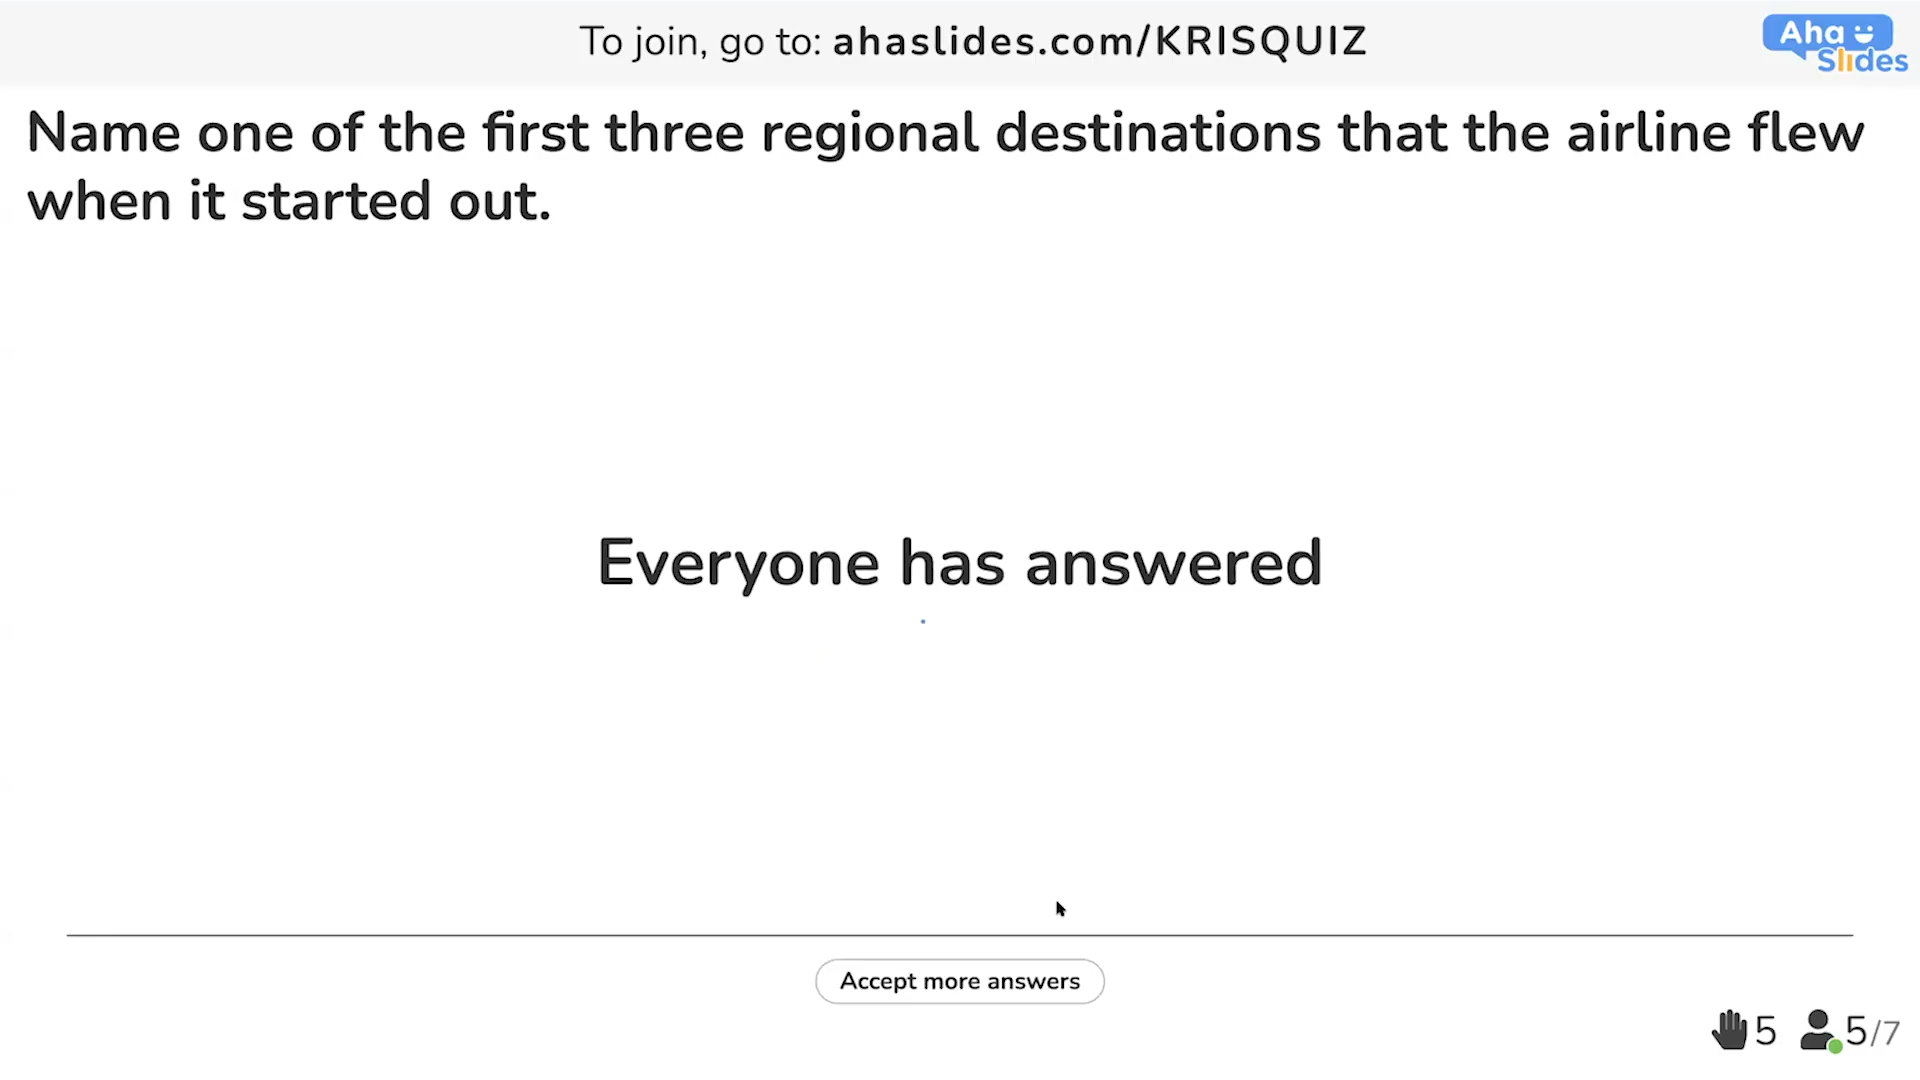 To join, go to: ahaslides.com/KRISQUIZ
Aha
Slides
Name one of the first three regional destinations that the airline flew
when it started out.
Everyone has answered
Accept more answers
5 5/7